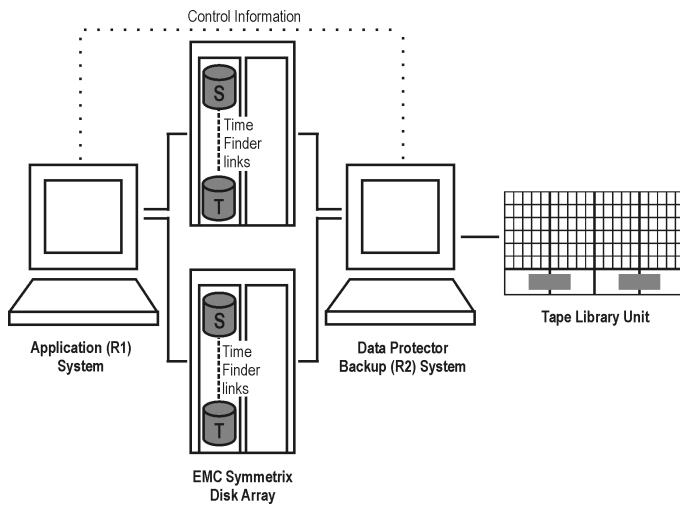 Control Information
S
Time
Finder
links
T
Application (R1)
System
S
Time
Finder
links
T
EMC Symmetrix
Disk Array
Data Protector
Backup (R2) System
Tape Library Unit